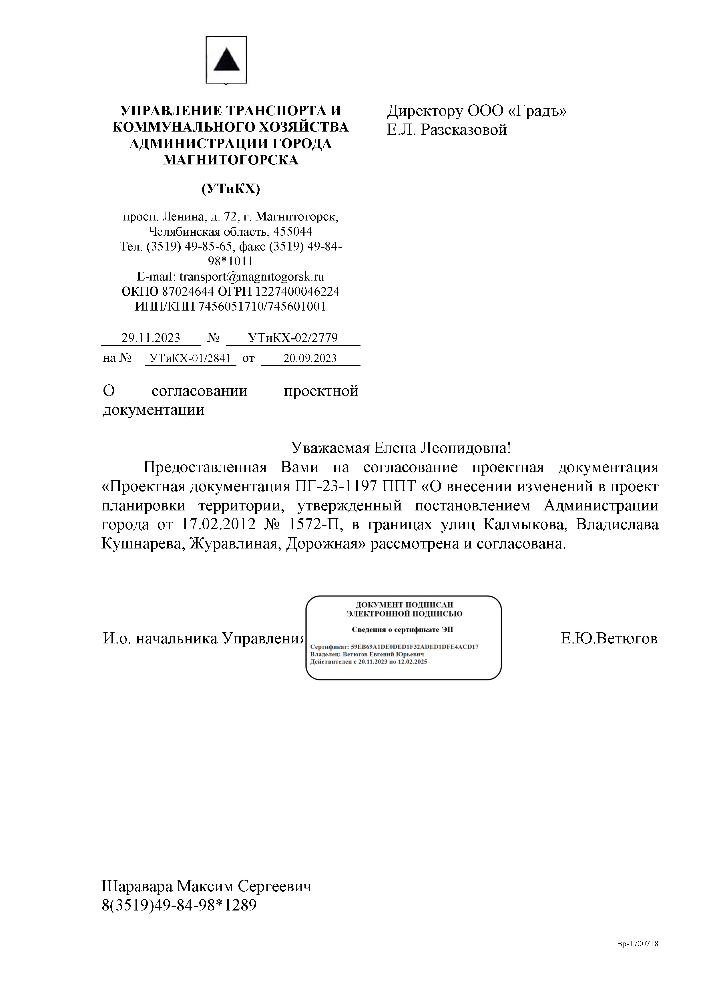 УПРАВЛЕНИЕ ТРАНСПОРТА И
КОММУНАЛЬНОГО ХОЗЯЙСТВА
АДМИНИСТРАЦИИ ГОРОДА
МАГНИТОГОРСКА
(УТиКХ)
просп. Ленина, д. 72, г. Магнитогорск,
Челябинская область, 455044
Тел. (3519) 49-85-65, факс (3519) 49-84-
98*1011
E-mail: transport@magnitogorsk.ru
ОКПО 87024644 ОГРН 1227400046224
ИНН/КПП 7456051710/745601001
29.11.2023 № УТиКХ-02/2779
на № УТиКХ-01/2841 от 20.09.2023
О согласовании проектной
документации
Директору ООО «Градъ»
Е.Л. Разсказовой
Уважаемая Елена Леонидовна!
Предоставленная Вами на согласование проектная документация
«Проектная документация ПГ-23-1197 ППТ «О внесении изменений в проект
планировки территории, утвержденный постановлением Администрации
города от 17.02.2012 № 1572-П, в границах улиц Калмыкова, Владислава
Кушнарева, Журавлиная, Дорожная» рассмотрена и согласована.
И.о. начальника Управления
ДОКУМЕНТ ПОДПИСАН
ЭЛЕКТРОННОЙ ПОДПИСЬЮ
Сведения о сертификате ЭП
Сертификат: 59EB69A1DE0DED1F32ADED1DFE4ACD17
Владелец: Ветюгов Евгений Юрьевич
Действителен с 20.11.2023 по 12.02.2025
Е.Ю.Ветюгов
Шаравара Максим Сергеевич
8(3519)49-84-98*1289
Вр-1700718